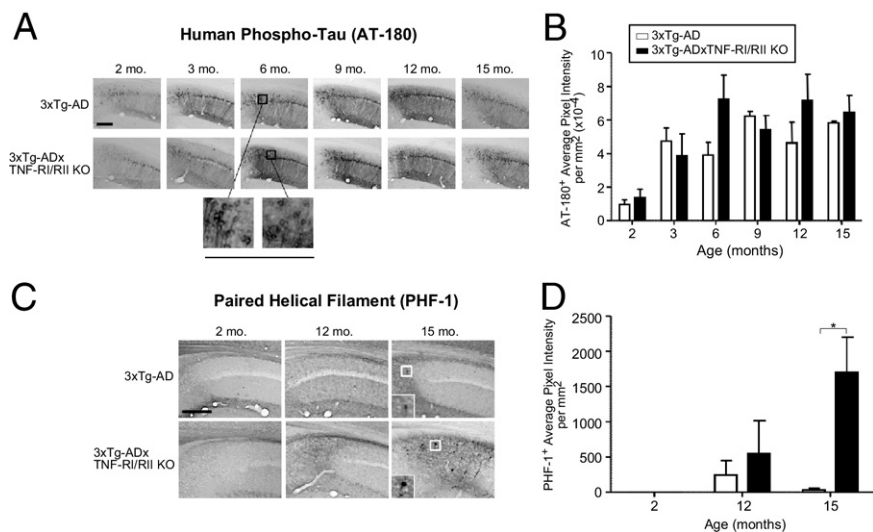 A
Human Phospho-Tau (AT-180)
2 mo.
3 mo.
6 mo.
9 mo.
12 mo.
15 mo.
3xTg-AD
3xTg-ADx
TNF-RI/RII KO
B
3xTg-AD
3xTg-ADxTNF-RI/RII KO
AT-180+ Average Pixel Intensity
per mm² (x10⁻⁴)
10
8
6
4
2
0
2
3
6
9
12
15
Age (months)
C
Paired Helical Filament (PHF-1)
2 mo.
12 mo.
15 mo.
3xTg-AD
3xTg-ADx
TNF-RI/RII KO
D
PHF-1+ Average Pixel Intensity
per mm²
2500
2000
1500
1000
500
0
*
2
12
15
Age (months)